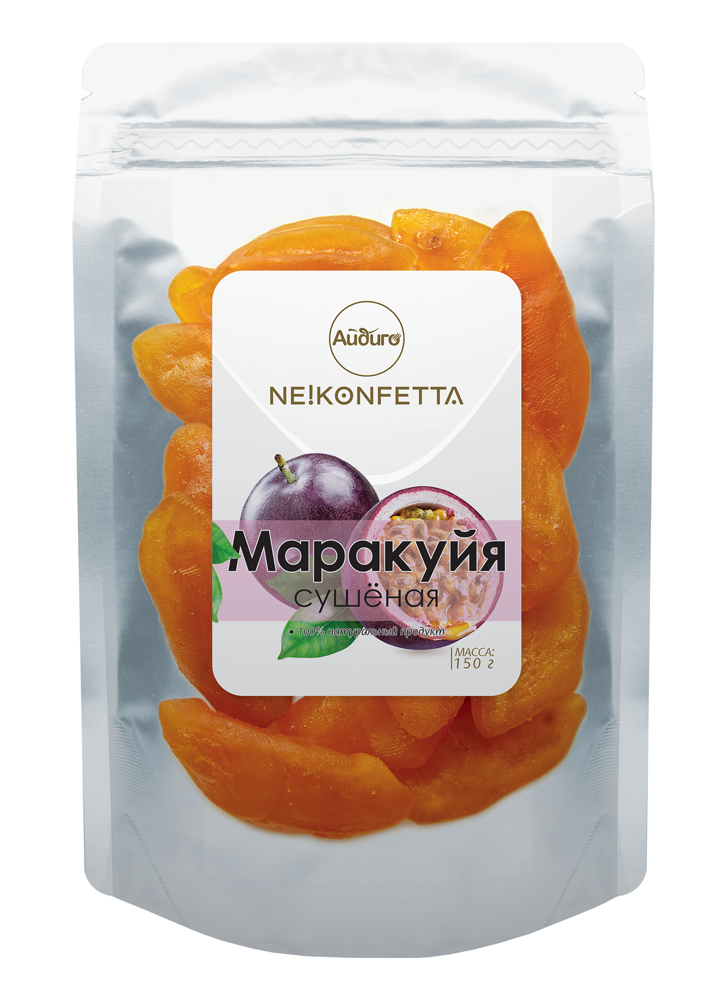 Айдиго
NE!KONFETTA
Маракуйя
сушёная
• 100% натуральный продукт
МАССА:
150 г